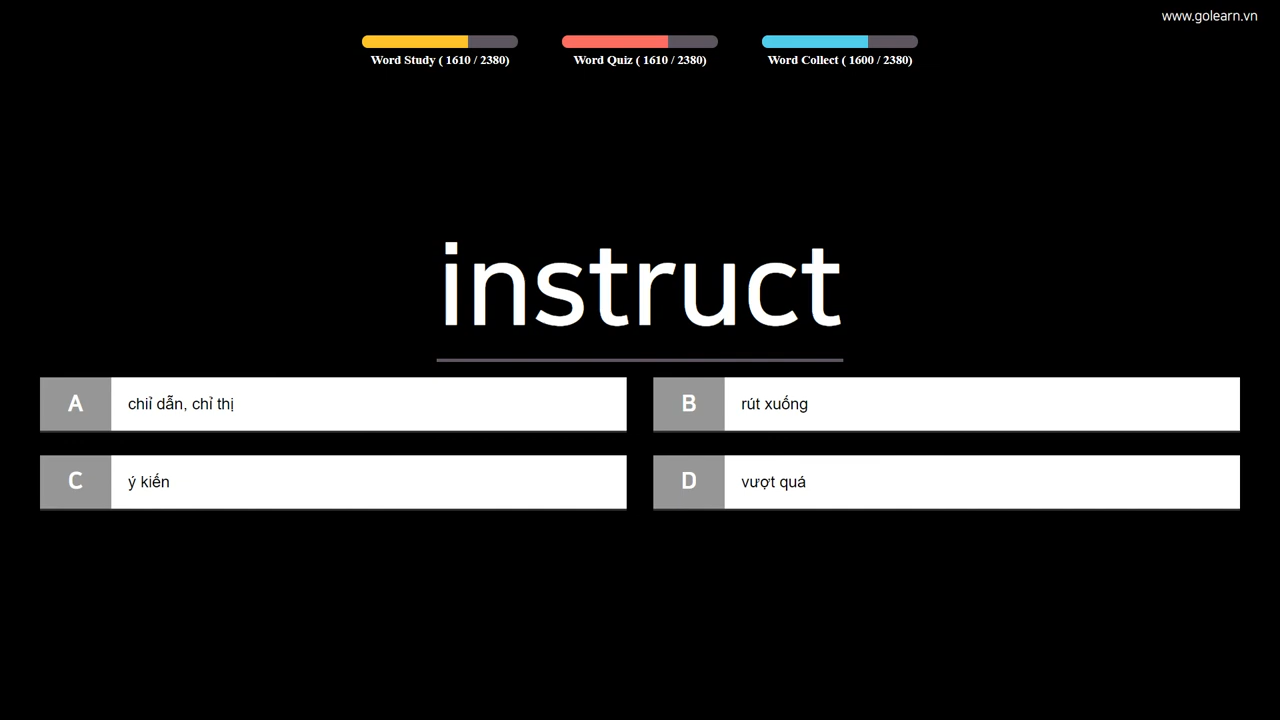 www.golearn.vn
Word Study ( 1610 / 2380)
Word Quiz ( 1610 / 2380)
Word Collect ( 1600 / 2380)
instruct
A chiỉ dẫn, chỉ thị
B rút xuống
C ý kiến
D vượt quá